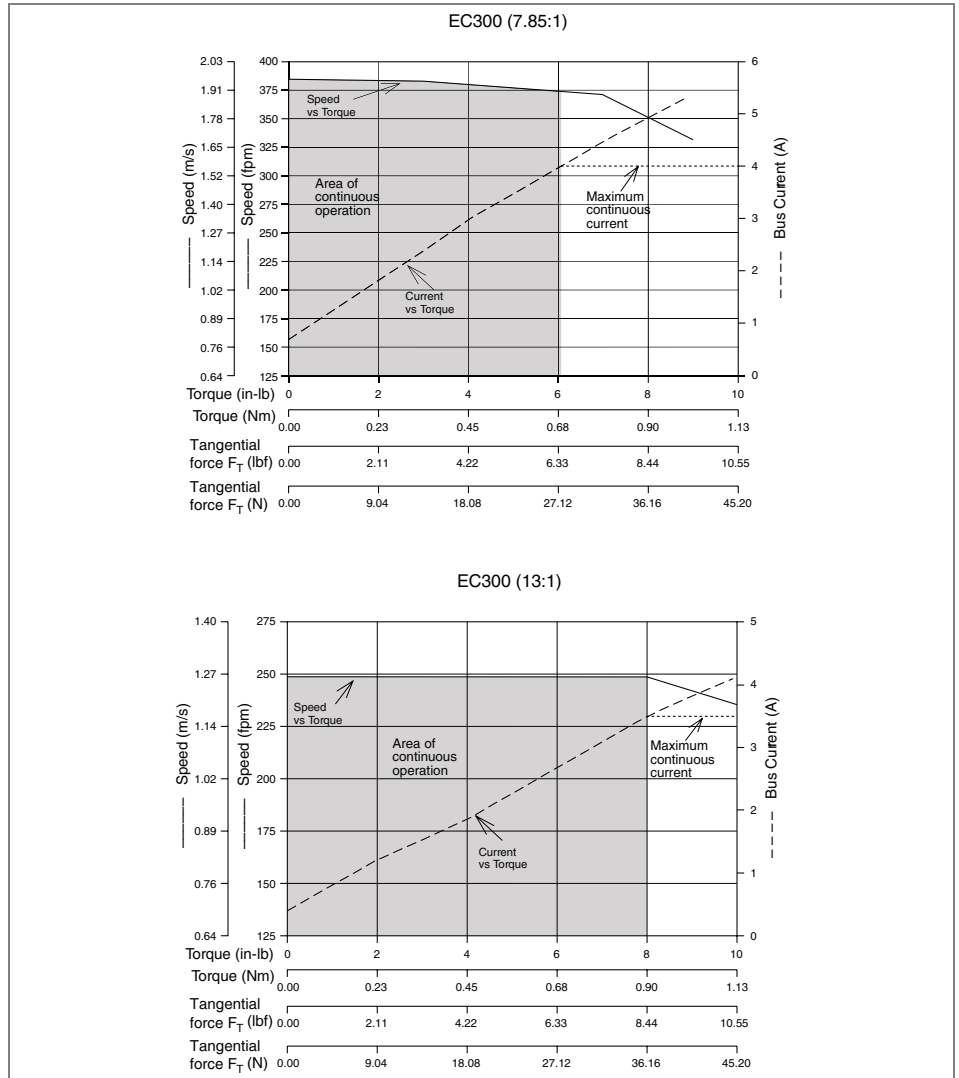 EC300 (7.85:1)
2.03
1.91
1.78
1.65
1.52
1.40
1.27
1.14
1.02
0.89
0.76
0.64
Speed (m/s)
400
375
350
325
300
275
250
225
200
175
150
125
Speed (fpm)
Speed
vs Torque
Area of
continuous
operation
Current
vs Torque
Maximum
continuous
current
6
5
4
3
2
1
0
Bus Current (A)
Torque (in-lb) 0 2 4 6 8 10
Torque (Nm) 0.00 0.23 0.45 0.68 0.90 1.13
Tangential
force FT (lbf) 0.00 2.11 4.22 6.33 8.44 10.55
Tangential
force FT (N) 0.00 9.04 18.08 27.12 36.16 45.20
EC300 (13:1)
1.40
1.27
1.14
1.02
0.89
0.76
0.64
Speed (m/s)
275
250
225
200
175
150
125
Speed (fpm)
Speed
vs Torque
Area of
continuous
operation
Current
vs Torque
Maximum
continuous
current
5
4
3
2
1
0
Bus Current (A)
Torque (in-lb) 0 2 4 6 8 10
Torque (Nm) 0.00 0.23 0.45 0.68 0.90 1.13
Tangential
force FT (lbf) 0.00 2.11 4.22 6.33 8.44 10.55
Tangential
force FT (N) 0.00 9.04 18.08 27.12 36.16 45.20